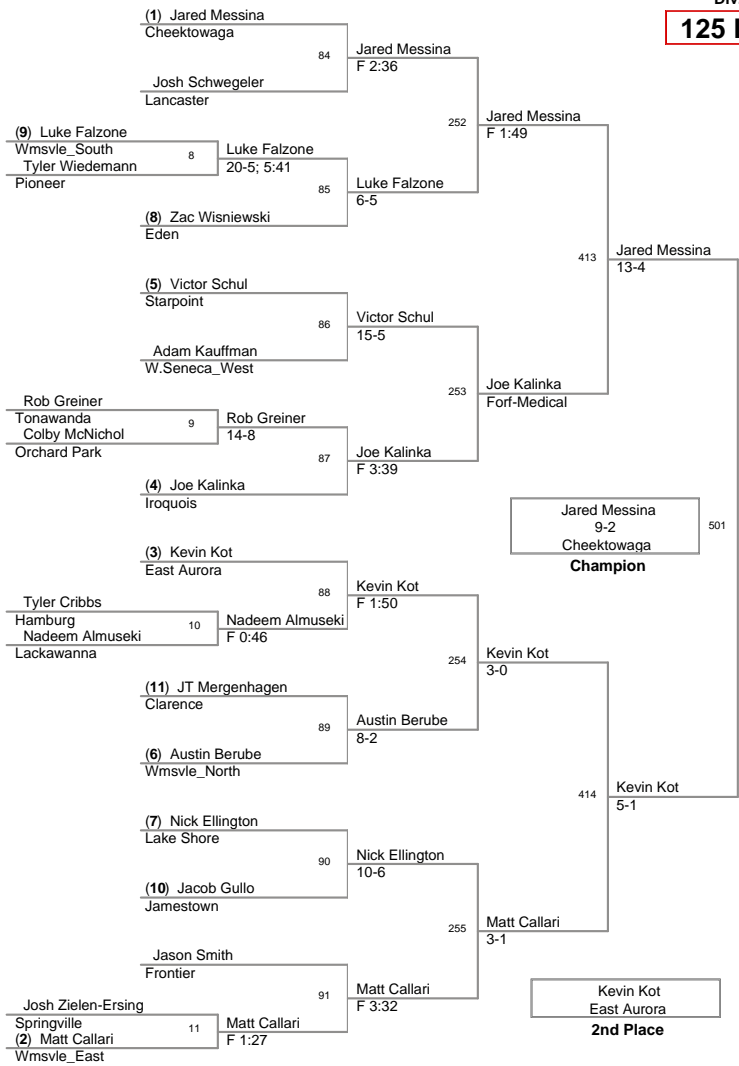 DIV
125 l
(1) Jared Messina
Cheektowaga
84
Josh Schwegeler
Lancaster
Jared Messina
F 2:36
252
Jared Messina
F 1:49
(9) Luke Falzone
Wmsvle_South
8
Tyler Wiedemann
Pioneer
Luke Falzone
20-5; 5:41
85
Luke Falzone
6-5
(8) Zac Wisniewski
Eden
413
Jared Messina
13-4
(5) Victor Schul
Starpoint
86
Victor Schul
15-5
Adam Kauffman
W.Seneca_West
253
Joe Kalinka
Forf-Medical
Rob Greiner
Tonawanda
9
Colby McNichol
Orchard Park
Rob Greiner
14-8
87
Joe Kalinka
F 3:39
(4) Joe Kalinka
Iroquois
Jared Messina
9-2
Cheektowaga
501
Champion
(3) Kevin Kot
East Aurora
88
Kevin Kot
F 1:50
Tyler Cribbs
Hamburg
10
Nadeem Almuseki
Lackawanna
Nadeem Almuseki
F 0:46
254
Kevin Kot
3-0
(11) JT Mergenhagen
Clarence
89
Austin Berube
8-2
(6) Austin Berube
Wmsvle_North
414
Kevin Kot
5-1
(7) Nick Ellington
Lake Shore
90
Nick Ellington
10-6
(10) Jacob Gullo
Jamestown
255
Matt Callari
3-1
Jason Smith
Frontier
91
Matt Callari
F 3:32
Josh Zielen-Ersing
Springville
11
(2) Matt Callari
Wmsvle_East
Matt Callari
F 1:27
Kevin Kot
East Aurora
2nd Place